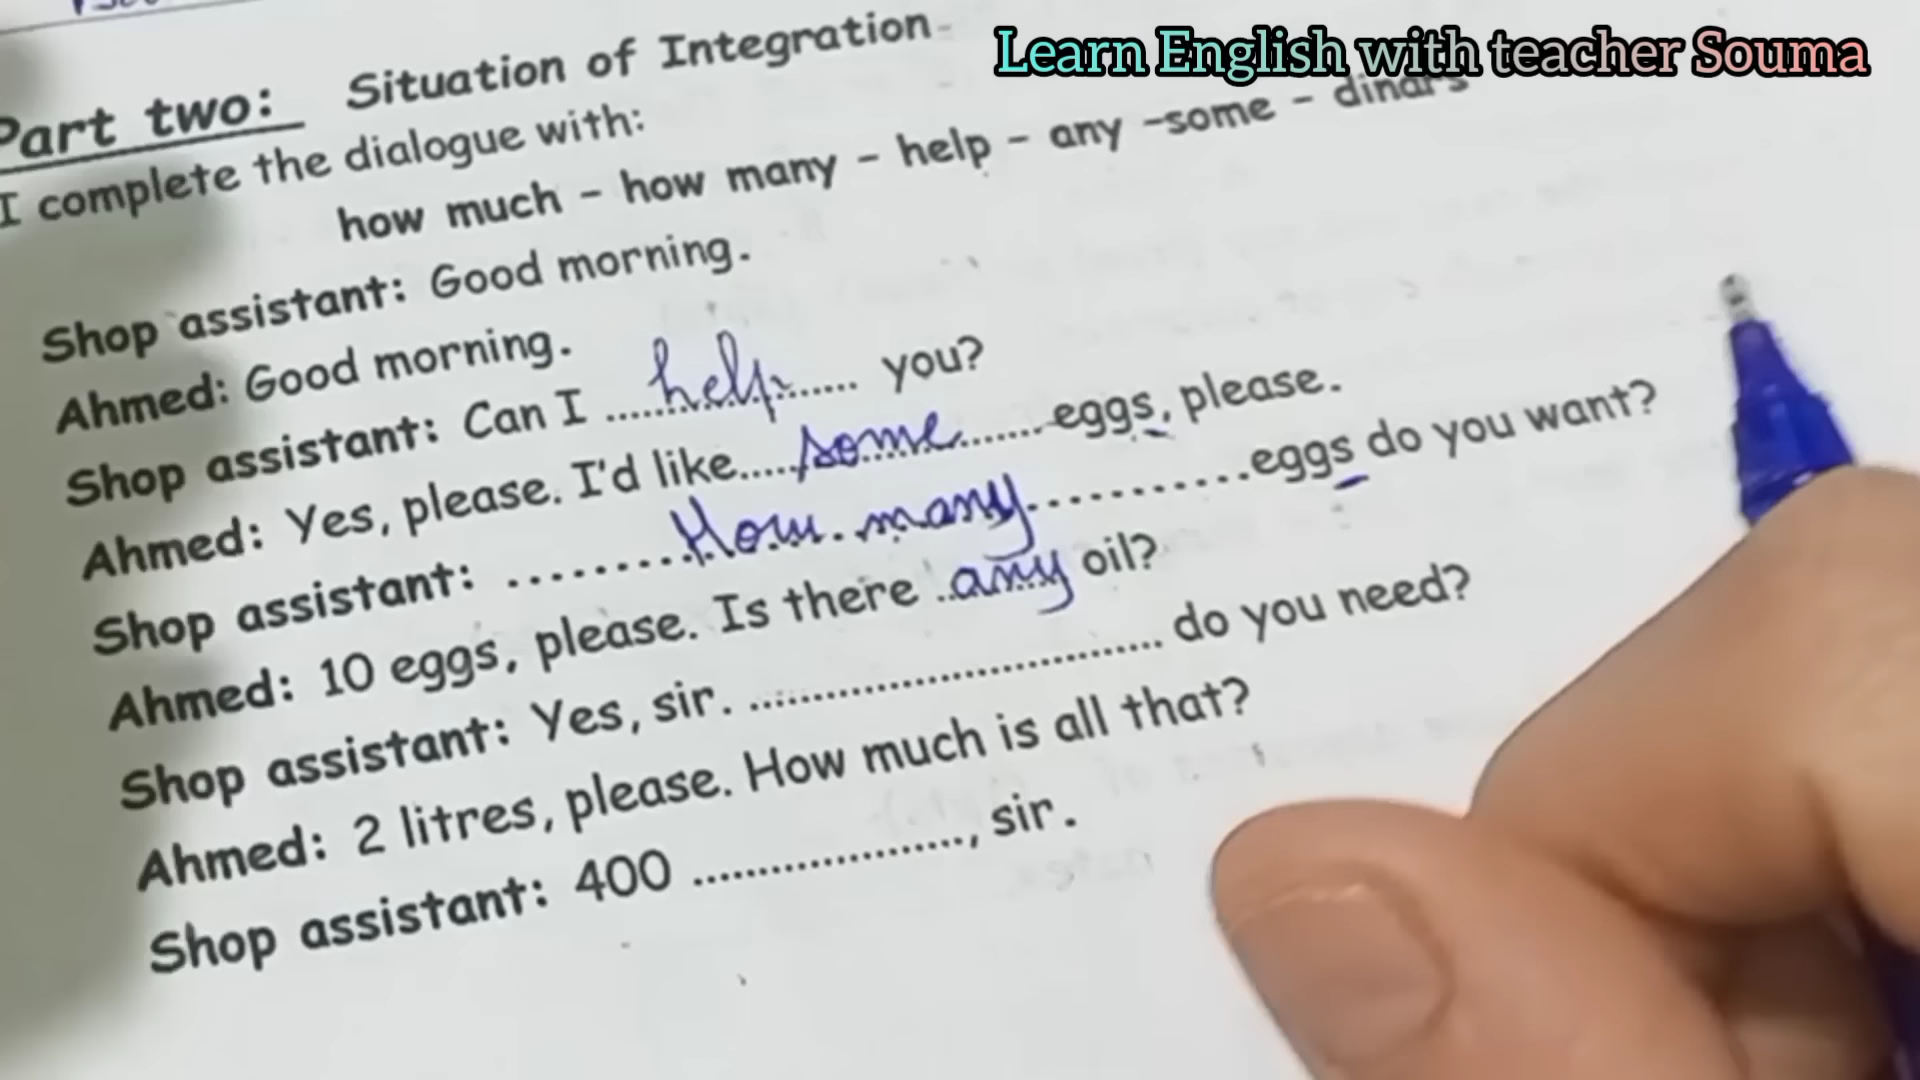 Learn English with teacher Souma
Part two: Situation of Integration
I complete the dialogue with:
how much - how many - help - any -some - dinars
Shop assistant: Good morning.
Ahmed: Good morning.
Shop assistant: Can I ......help...... you?
Ahmed: Yes, please. I'd like.....some.......eggs, please.
Shop assistant: .........How many...........eggs do you want?
Ahmed: 10 eggs, please. Is there ..any oil?
Shop assistant: Yes, sir. ................................ do you need?
Ahmed: 2 litres, please. How much is all that?
Shop assistant: 400 ...................., sir.